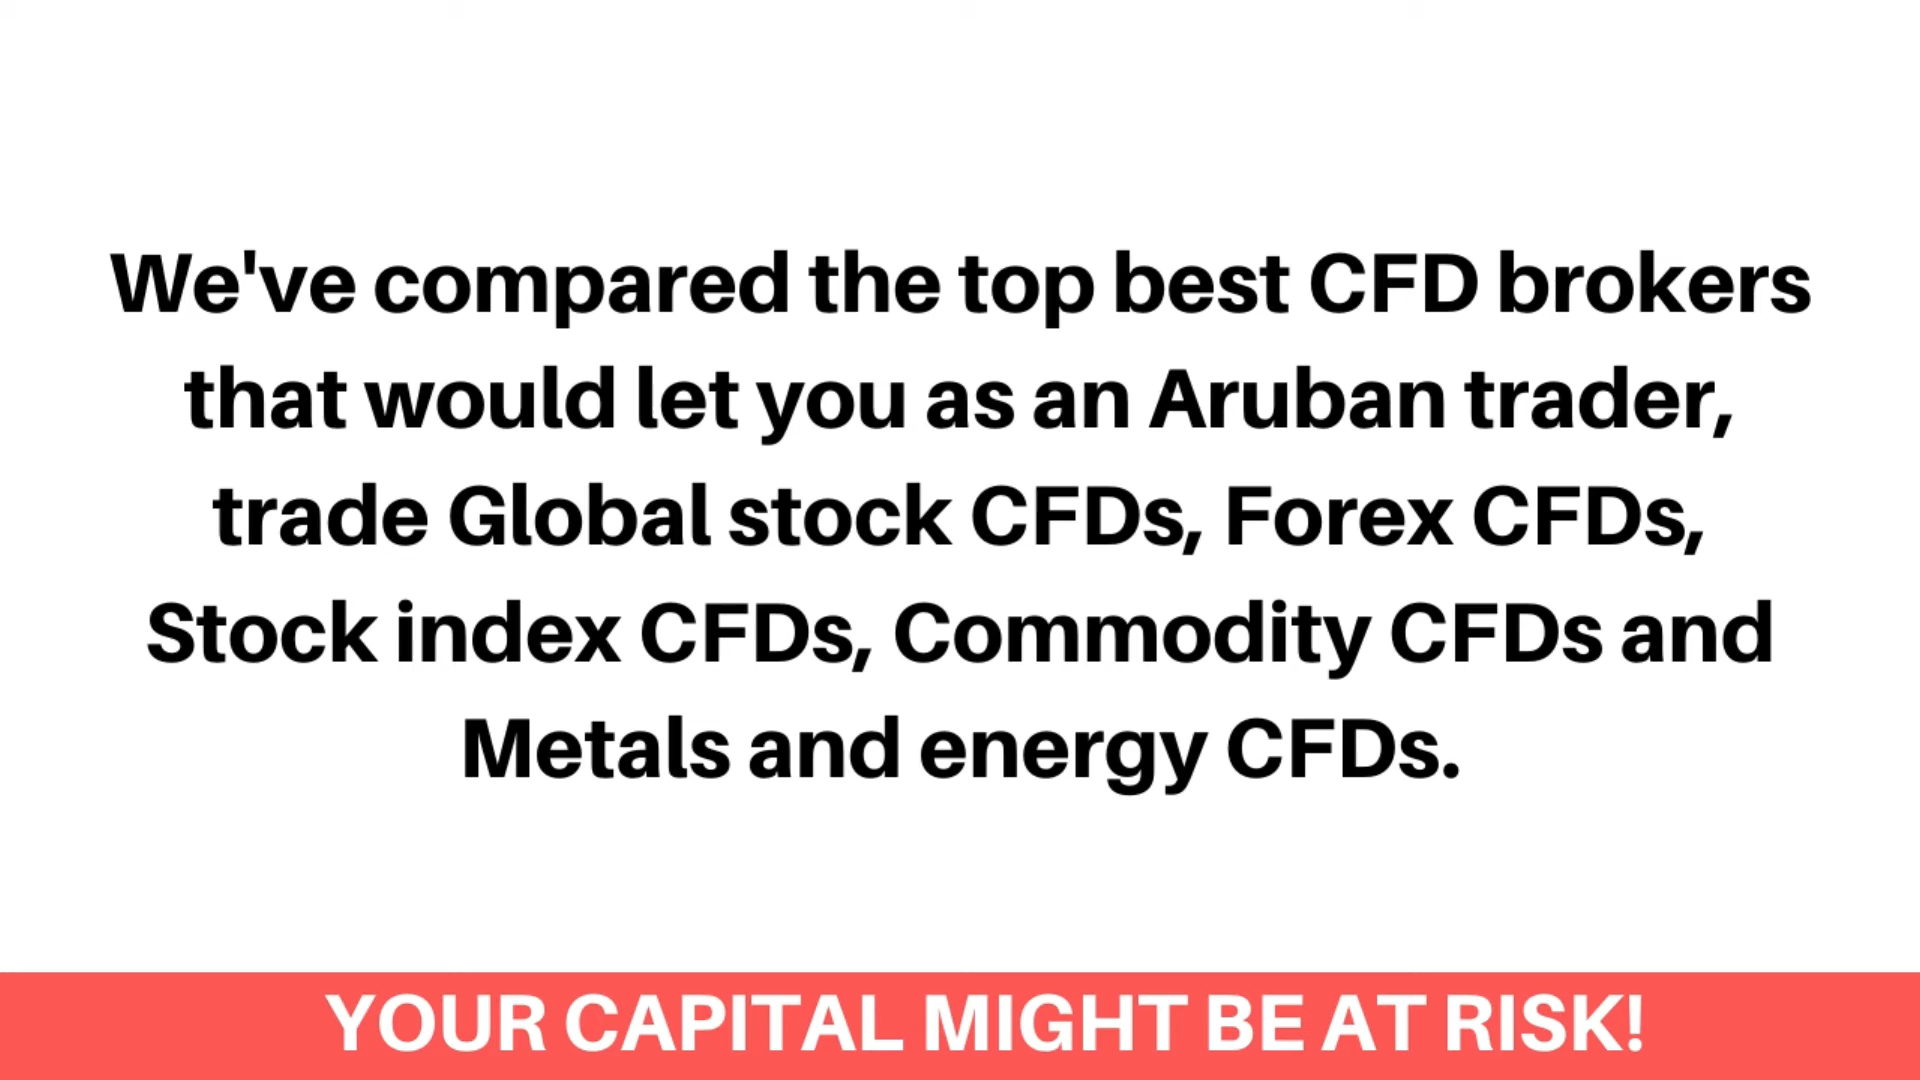 We've compared the top best CFD brokers
that would let you as an Aruban trader,
trade Global stock CFDs, Forex CFDs,
Stock index CFDs, Commodity CFDs and
Metals and energy CFDs.
YOUR CAPITAL MIGHT BE AT RISK!